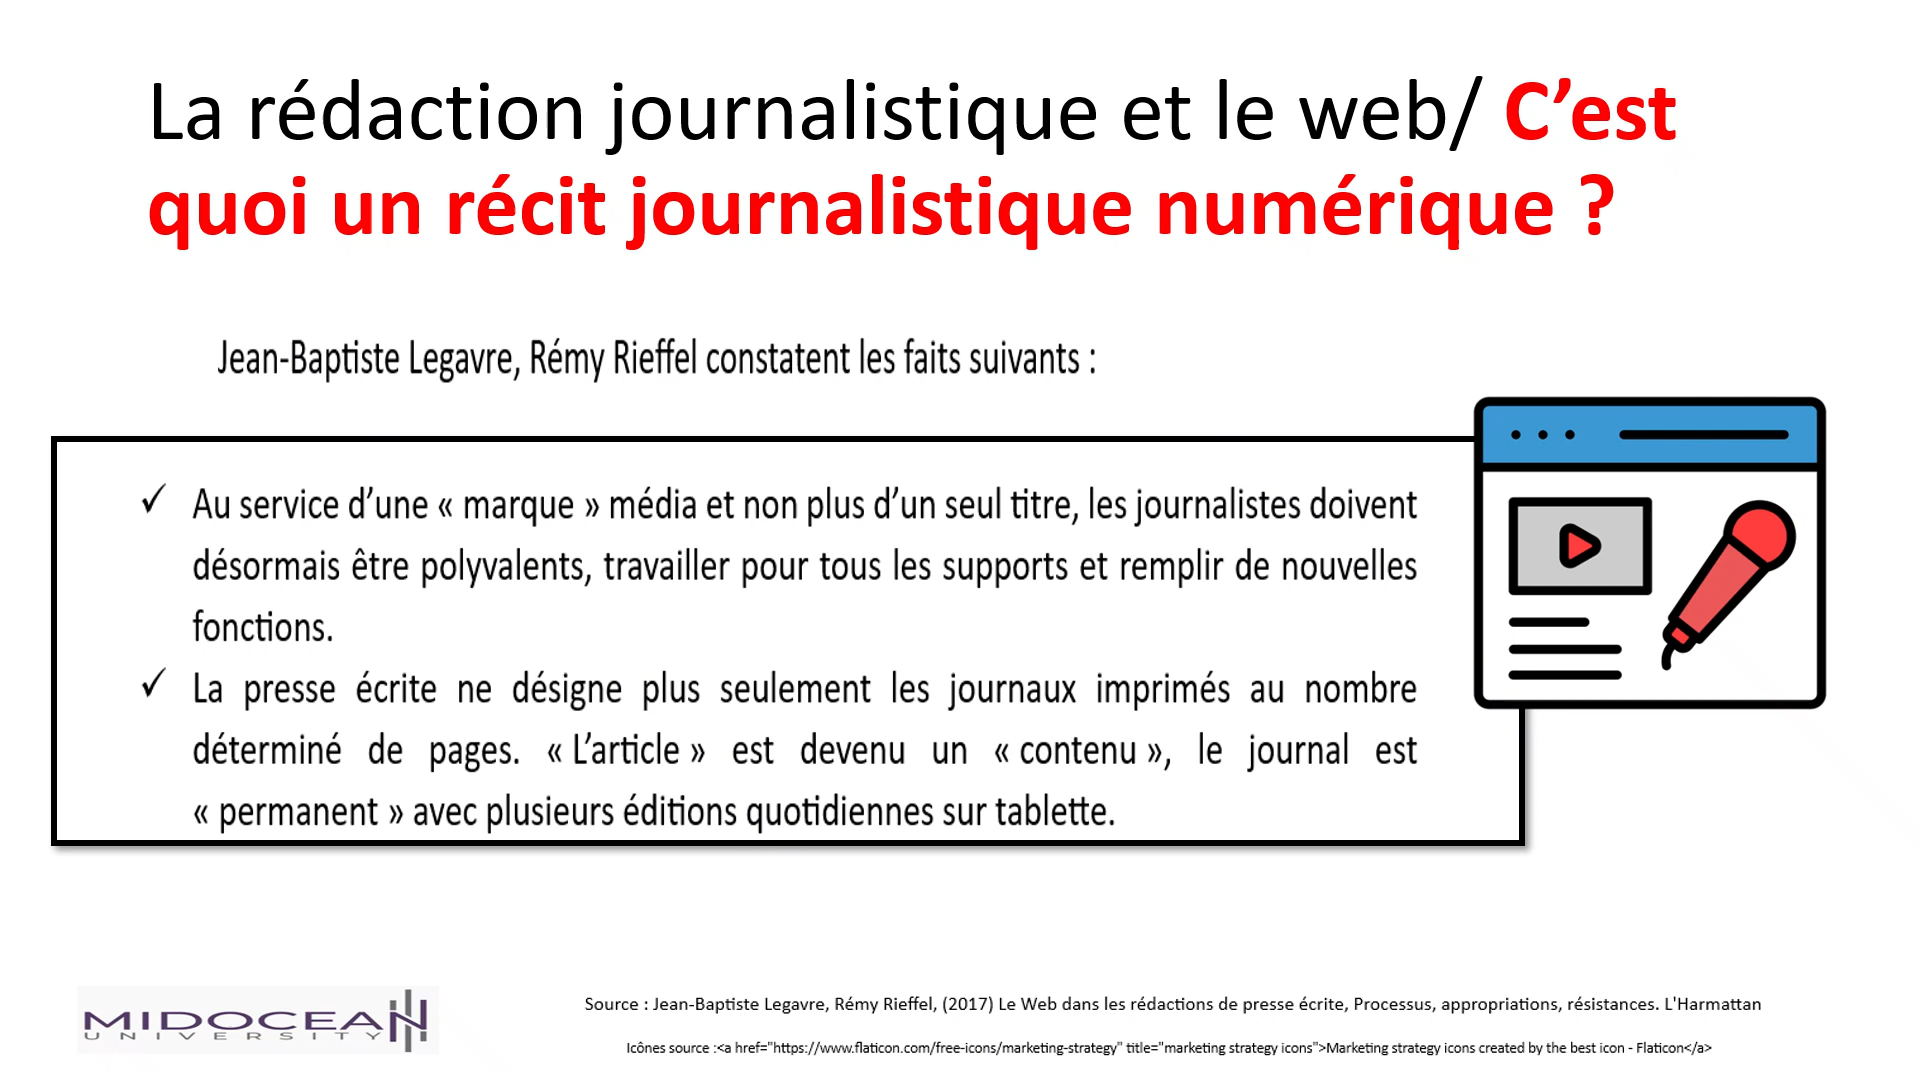 La rédaction journalistique et le web/ C’est
quoi un récit journalistique numérique ?
Jean-Baptiste Legavre, Rémy Rieffel constatent les faits suivants :
✓ Au service d’une « marque » média et non plus d’un seul titre, les journalistes doivent
désormais être polyvalents, travailler pour tous les supports et remplir de nouvelles
fonctions.
✓ La presse écrite ne désigne plus seulement les journaux imprimés au nombre
déterminé de pages. « L’article » est devenu un « contenu », le journal est
« permanent » avec plusieurs éditions quotidiennes sur tablette.
MIDOCEAN
UNIVERSITY
Source : Jean-Baptiste Legavre, Rémy Rieffel, (2017) Le Web dans les rédactions de presse écrite, Processus, appropriations, résistances. L'Harmattan
Icônes source :<a href="https://www.flaticon.com/free-icons/marketing-strategy" title="marketing strategy icons">Marketing strategy icons created by the best icon - Flaticon</a>